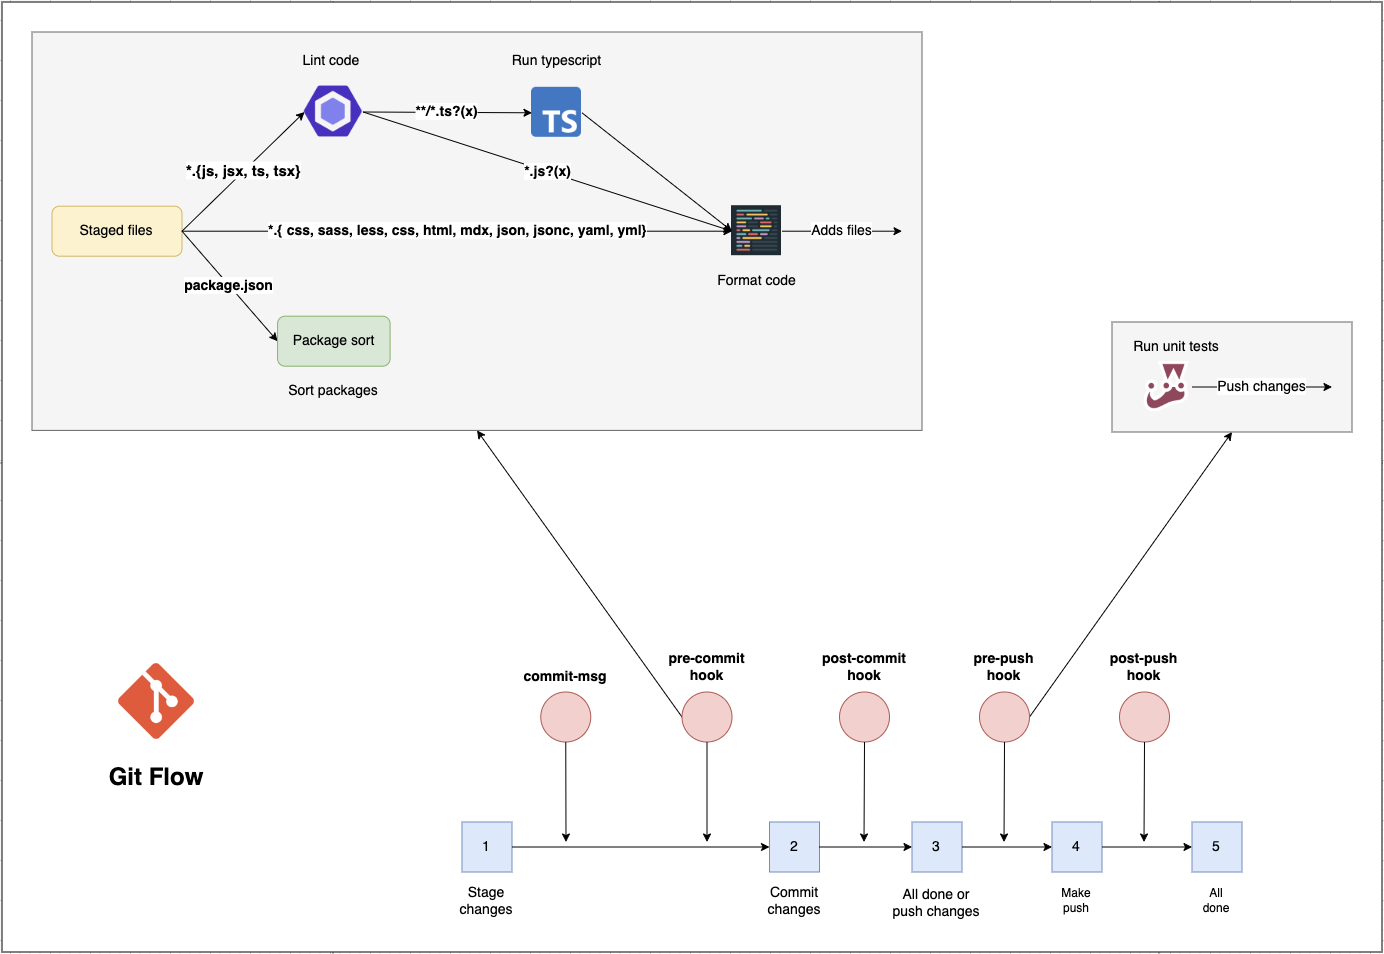 Lint code
Run typescript
**/*.ts?(x)
TS
*.{js, jsx, ts, tsx}
*.js?(x)
Staged files
*.{ css, sass, less, css, html, mdx, json, jsonc, yaml, yml}
Adds files
Format code
package.json
Package sort
Sort packages
Run unit tests
Push changes
commit-msg
pre-commit
hook
post-commit
hook
pre-push
hook
post-push
hook
Git Flow
1
2
3
4
5
Stage
changes
Commit
changes
All done or
push changes
Make
push
All
done